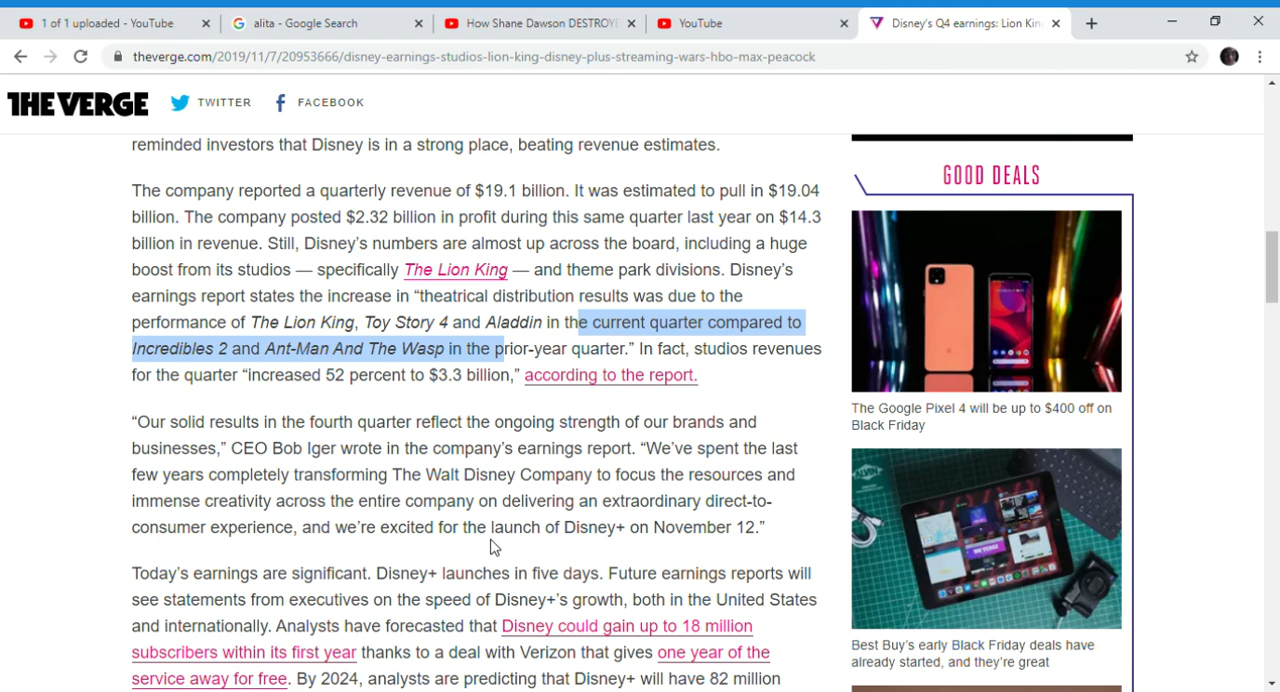 1 of 1 uploaded - YouTube
alita - Google Search
How Shane Dawson DESTROYE
YouTube
Disney's Q4 earnings: Lion Kin
theverge.com/2019/11/7/20953666/disney-earnings-studios-lion-king-disney-plus-streaming-wars-hbo-max-peacock
THE VERGE
TWITTER
FACEBOOK
reminded investors that Disney is in a strong place, beating revenue estimates.
The company reported a quarterly revenue of $19.1 billion. It was estimated to pull in $19.04
billion. The company posted $2.32 billion in profit during this same quarter last year on $14.3
billion in revenue. Still, Disney’s numbers are almost up across the board, including a huge
boost from its studios — specifically The Lion King — and theme park divisions. Disney’s
earnings report states the increase in “theatrical distribution results was due to the
performance of The Lion King, Toy Story 4 and Aladdin in the current quarter compared to
Incredibles 2 and Ant-Man And The Wasp in the prior-year quarter.” In fact, studios revenues
for the quarter “increased 52 percent to $3.3 billion,” according to the report.
“Our solid results in the fourth quarter reflect the ongoing strength of our brands and
businesses,” CEO Bob Iger wrote in the company’s earnings report. “We’ve spent the last
few years completely transforming The Walt Disney Company to focus the resources and
immense creativity across the entire company on delivering an extraordinary direct-to-
consumer experience, and we’re excited for the launch of Disney+ on November 12.”
Today’s earnings are significant. Disney+ launches in five days. Future earnings reports will
see statements from executives on the speed of Disney+’s growth, both in the United States
and internationally. Analysts have forecasted that Disney could gain up to 18 million
subscribers within its first year thanks to a deal with Verizon that gives one year of the
service away for free. By 2024, analysts are predicting that Disney+ will have 82 million
GOOD DEALS
The Google Pixel 4 will be up to $400 off on
Black Friday
Best Buy’s early Black Friday deals have
already started, and they’re great